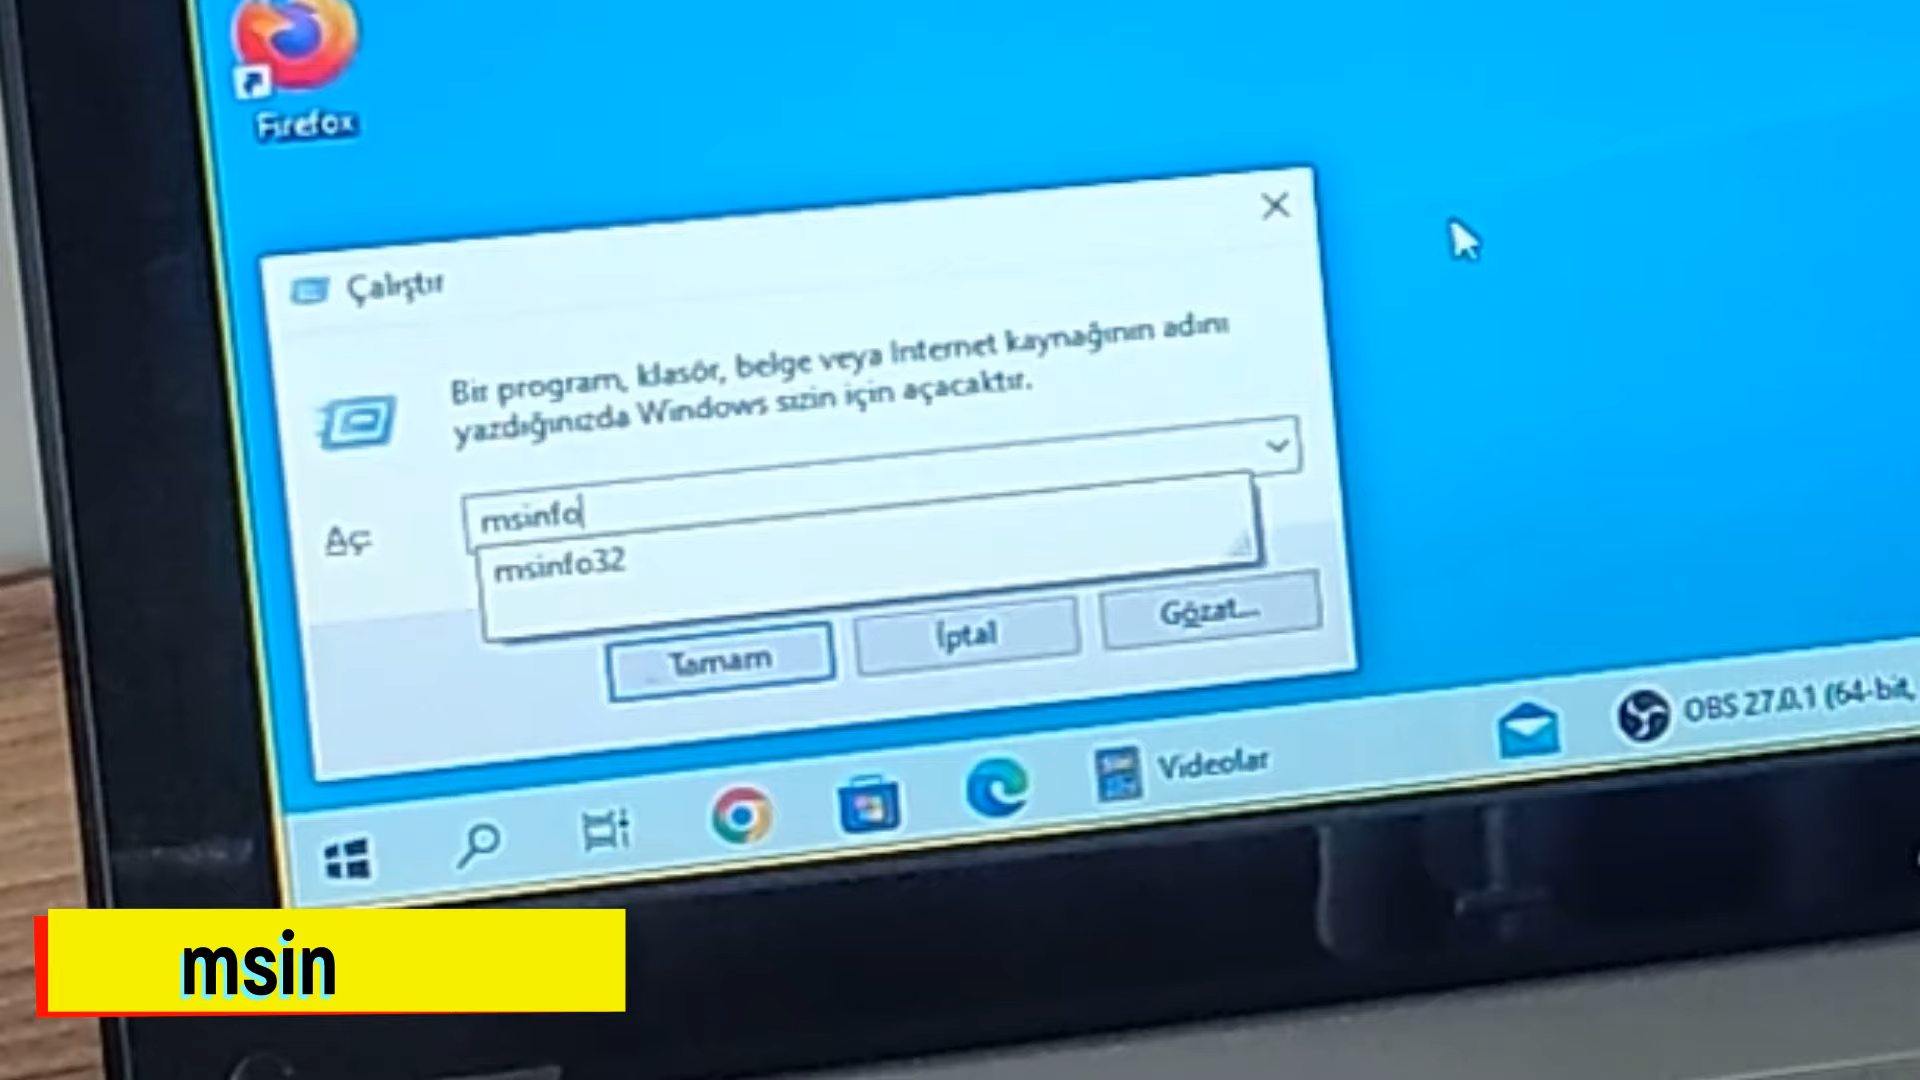 Firefox
Çalıştır
Bir program, klasör, belge veya Internet kaynağının adını
yazdığınızda Windows sizin için açacaktır.
Aç:
msinfo
msinfo32
Tamam
İptal
Gözat...
Videolar
OBS 27.0.1 (64-bit,
msin